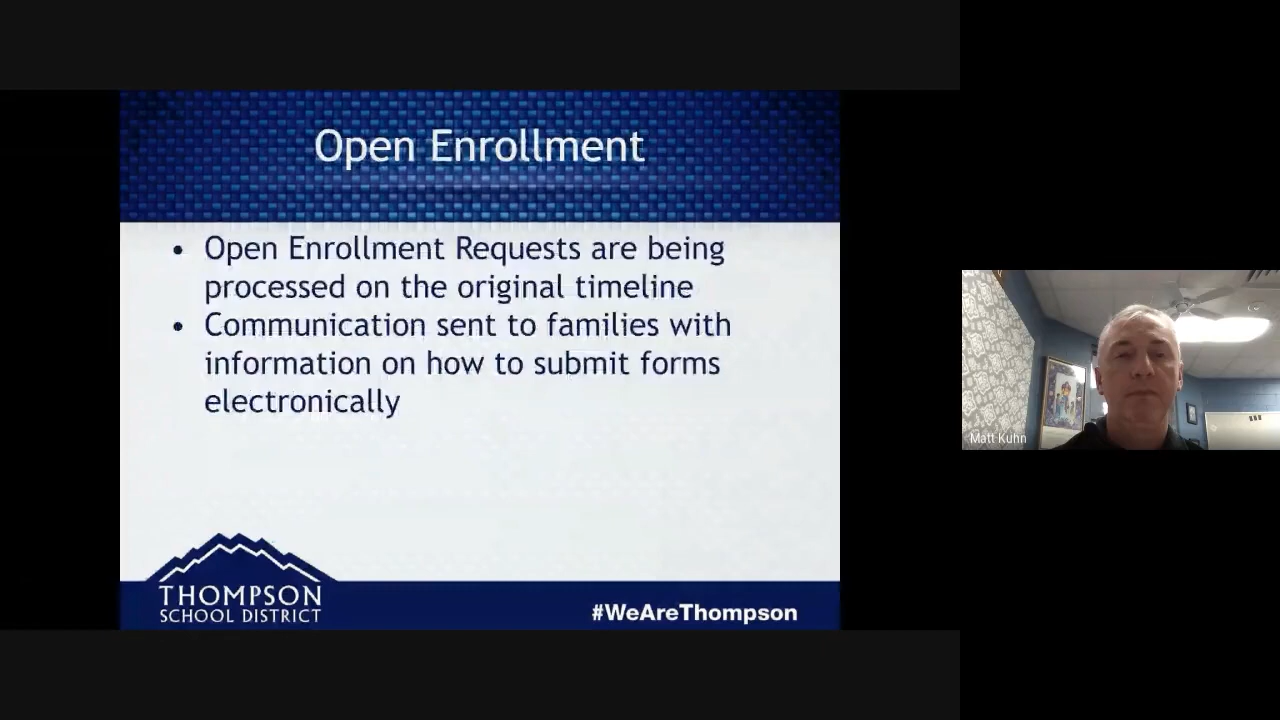 Open Enrollment
• Open Enrollment Requests are being
processed on the original timeline
• Communication sent to families with
information on how to submit forms
electronically
THOMPSON
SCHOOL DISTRICT
#WeAreThompson
Matt Kuhn